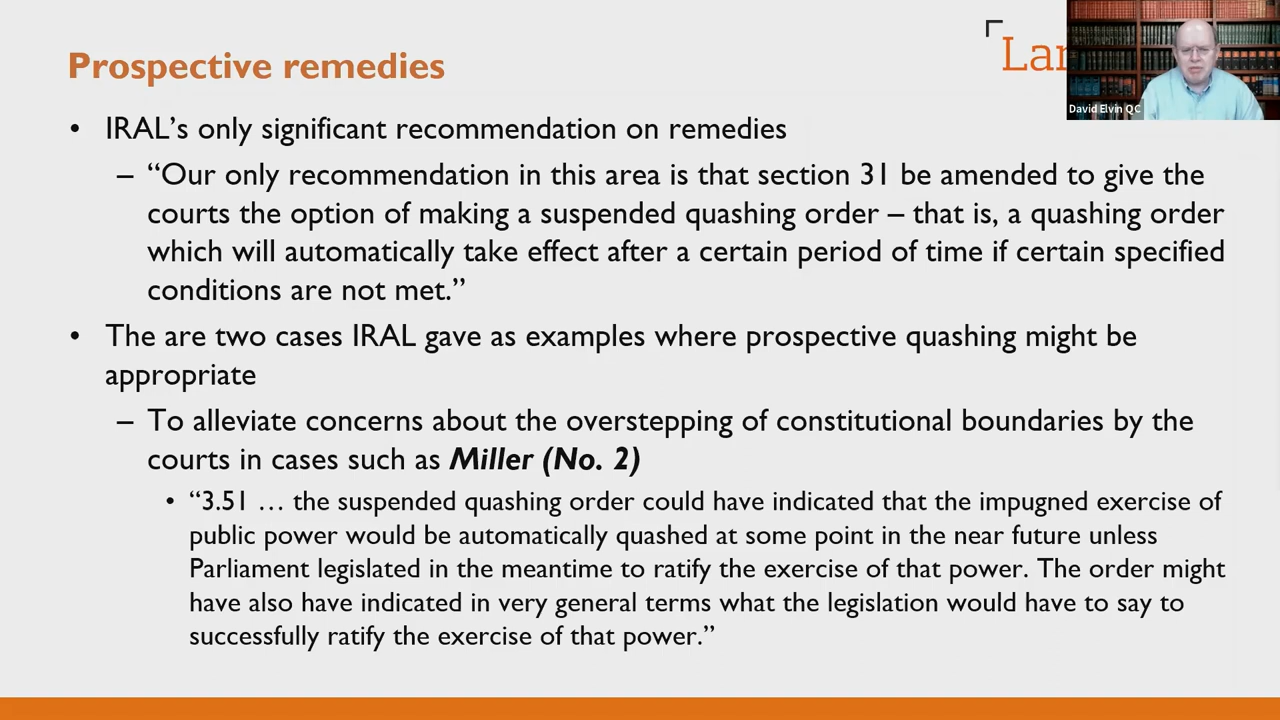 Prospective remedies
Lan
David Elvin QC
• IRAL’s only significant recommendation on remedies
– “Our only recommendation in this area is that section 31 be amended to give the
courts the option of making a suspended quashing order – that is, a quashing order
which will automatically take effect after a certain period of time if certain specified
conditions are not met.”
• The are two cases IRAL gave as examples where prospective quashing might be
appropriate
– To alleviate concerns about the overstepping of constitutional boundaries by the
courts in cases such as Miller (No. 2)
• “3.51 … the suspended quashing order could have indicated that the impugned exercise of
public power would be automatically quashed at some point in the near future unless
Parliament legislated in the meantime to ratify the exercise of that power. The order might
have also have indicated in very general terms what the legislation would have to say to
successfully ratify the exercise of that power.”